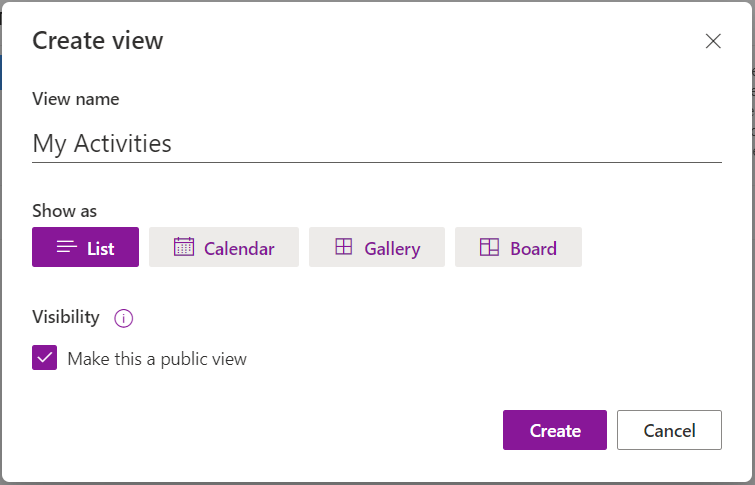 Create view
View name
My Activities
Show as
List Calendar Gallery Board
Visibility
Make this a public view
Create Cancel